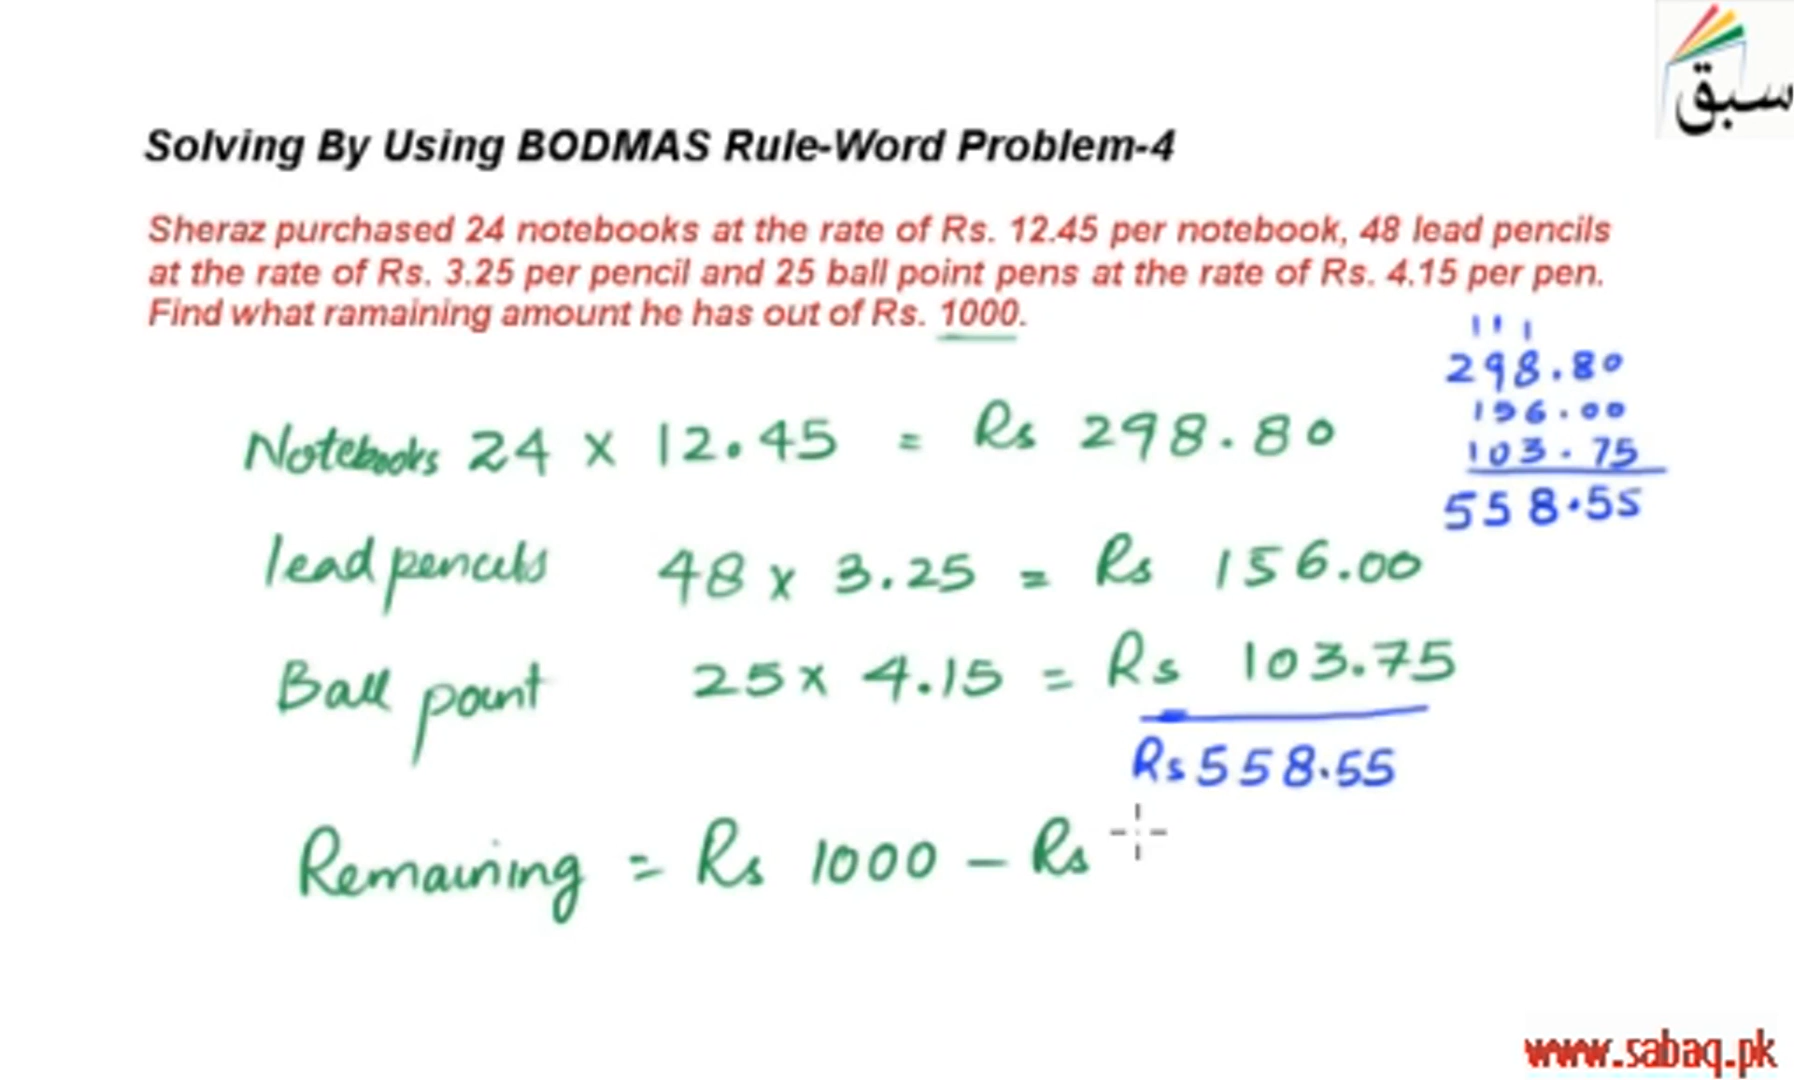 سبق
Solving By Using BODMAS Rule-Word Problem-4
Sheraz purchased 24 notebooks at the rate of Rs. 12.45 per notebook, 48 lead pencils
at the rate of Rs. 3.25 per pencil and 25 ball point pens at the rate of Rs. 4.15 per pen.
Find what ramaining amount he has out of Rs. 1000.
1 1 1
298.80
156.00
103.75
558.55
Notebooks 24 x 12.45 = Rs 298.80
lead pencils 48 x 3.25 = Rs 156.00
Ball point 25 x 4.15 = Rs 103.75
Rs 558.55
Remaining = Rs 1000 - Rs
www.sabaq.pk